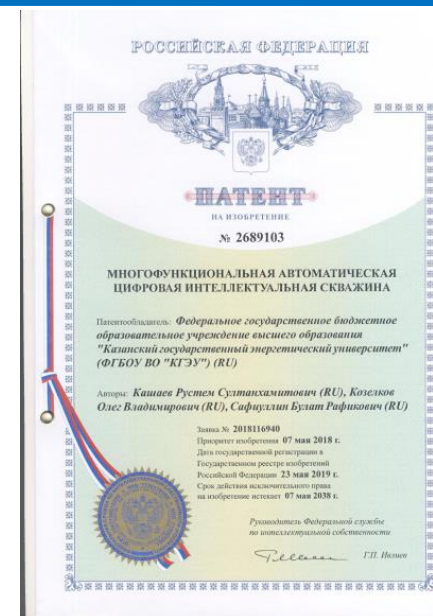 РОССИЙСКАЯ ФЕДЕРАЦИЯ
ПАТЕНТ
НА ИЗОБРЕТЕНИЕ
№ 2689103
МНОГОФУНКЦИОНАЛЬНАЯ АВТОМАТИЧЕСКАЯ
ЦИФРОВАЯ ИНТЕЛЛЕКТУАЛЬНАЯ СКВАЖИНА
Патентообладатель: Федеральное государственное бюджетное
образовательное учреждение высшего образования
"Казанский государственный энергетический университет"
(ФГБОУ ВО "КГЭУ") (RU)
Авторы: Кашаев Рустем Султанхамитович (RU), Козелков
Олег Владимирович (RU), Сафиуллин Булат Рафикович (RU)
Заявка № 2018116940
Приоритет изобретения 07 мая 2018 г.
Дата государственной регистрации в
Государственном реестре изобретений
Российской Федерации 23 мая 2019 г.
Срок действия исключительного права
на изобретение истекает 07 мая 2038 г.
Руководитель Федеральной службы
по интеллектуальной собственности
Г.П. Ивлиев